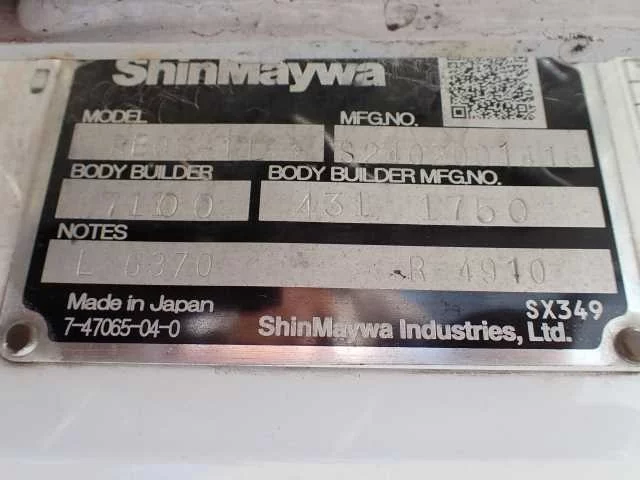 ShinMaywa
MODEL MFG.NO.
BODY BUILDER BODY BUILDER MFG.NO.
7100 431 1750
NOTES
L 6370 R 4910
Made in Japan SX349
7-47065-04-0 ShinMaywa Industries, Ltd.